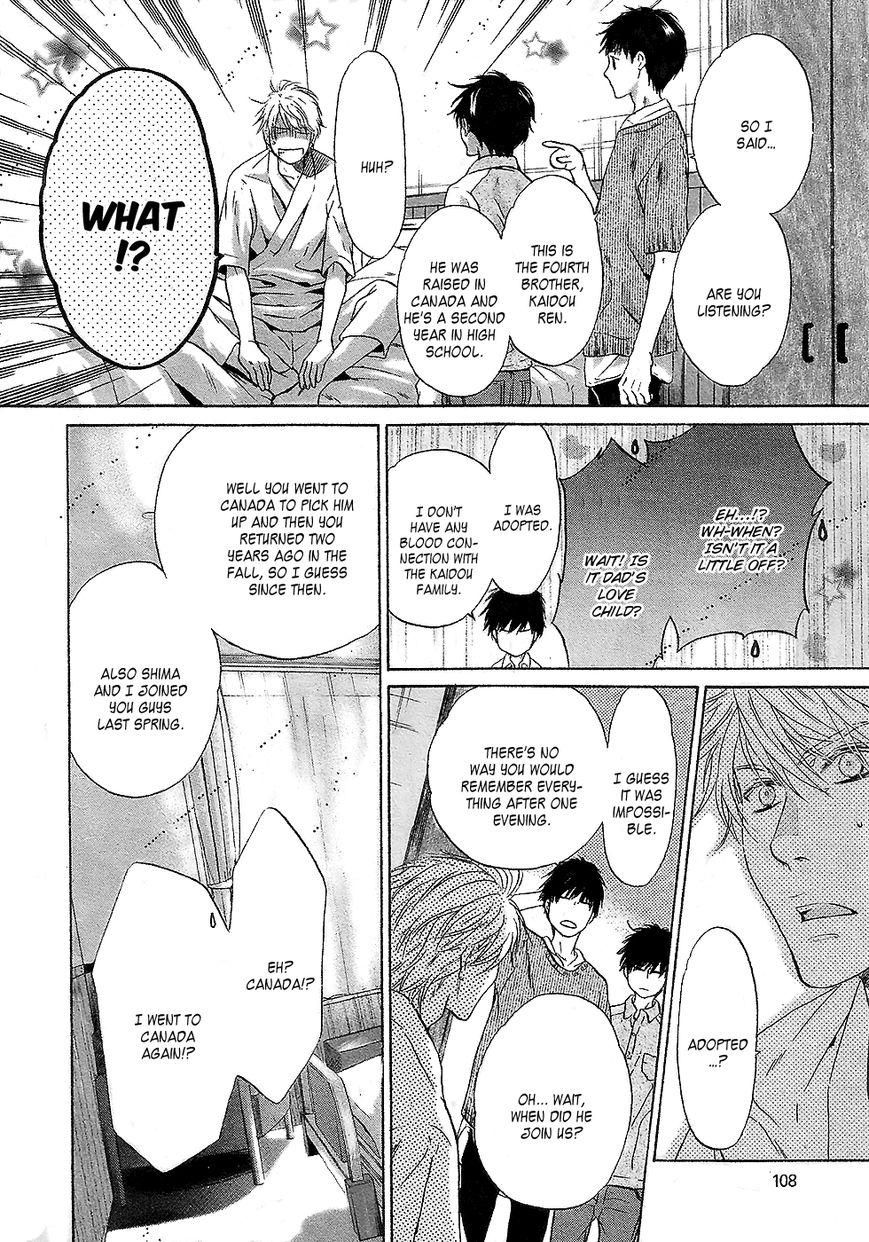 SO I
SAID...
ARE YOU
LISTENING?
THIS IS
THE FOURTH
BROTHER,
KAIDOU
REN.
HE WAS
RAISED IN
CANADA AND
HE'S A SECOND
YEAR IN HIGH
SCHOOL.
HUH?
WHAT
!?
EH...!?
WH-WHEN?
ISN'T IT A
LITTLE OFF?
WAIT! IS
IT DAD'S
LOVE
CHILD?
I WAS
ADOPTED.
I DON'T
HAVE ANY
BLOOD CON-
NECTION WITH
THE KAIDOU
FAMILY.
ADOPTED
...?
I GUESS
IT WAS
IMPOSSI-
BLE.
THERE'S NO
WAY YOU WOULD
REMEMBER EVERY-
THING AFTER ONE
EVENING.
OH... WAIT,
WHEN DID HE
JOIN US?
WELL YOU WENT TO
CANADA TO PICK HIM
UP AND THEN YOU
RETURNED TWO
YEARS AGO IN THE
FALL, SO I GUESS
SINCE THEN.
ALSO SHIMA
AND I JOINED
YOU GUYS
LAST SPRING.
EH?
CANADA!?
I WENT TO
CANADA
AGAIN!?
108